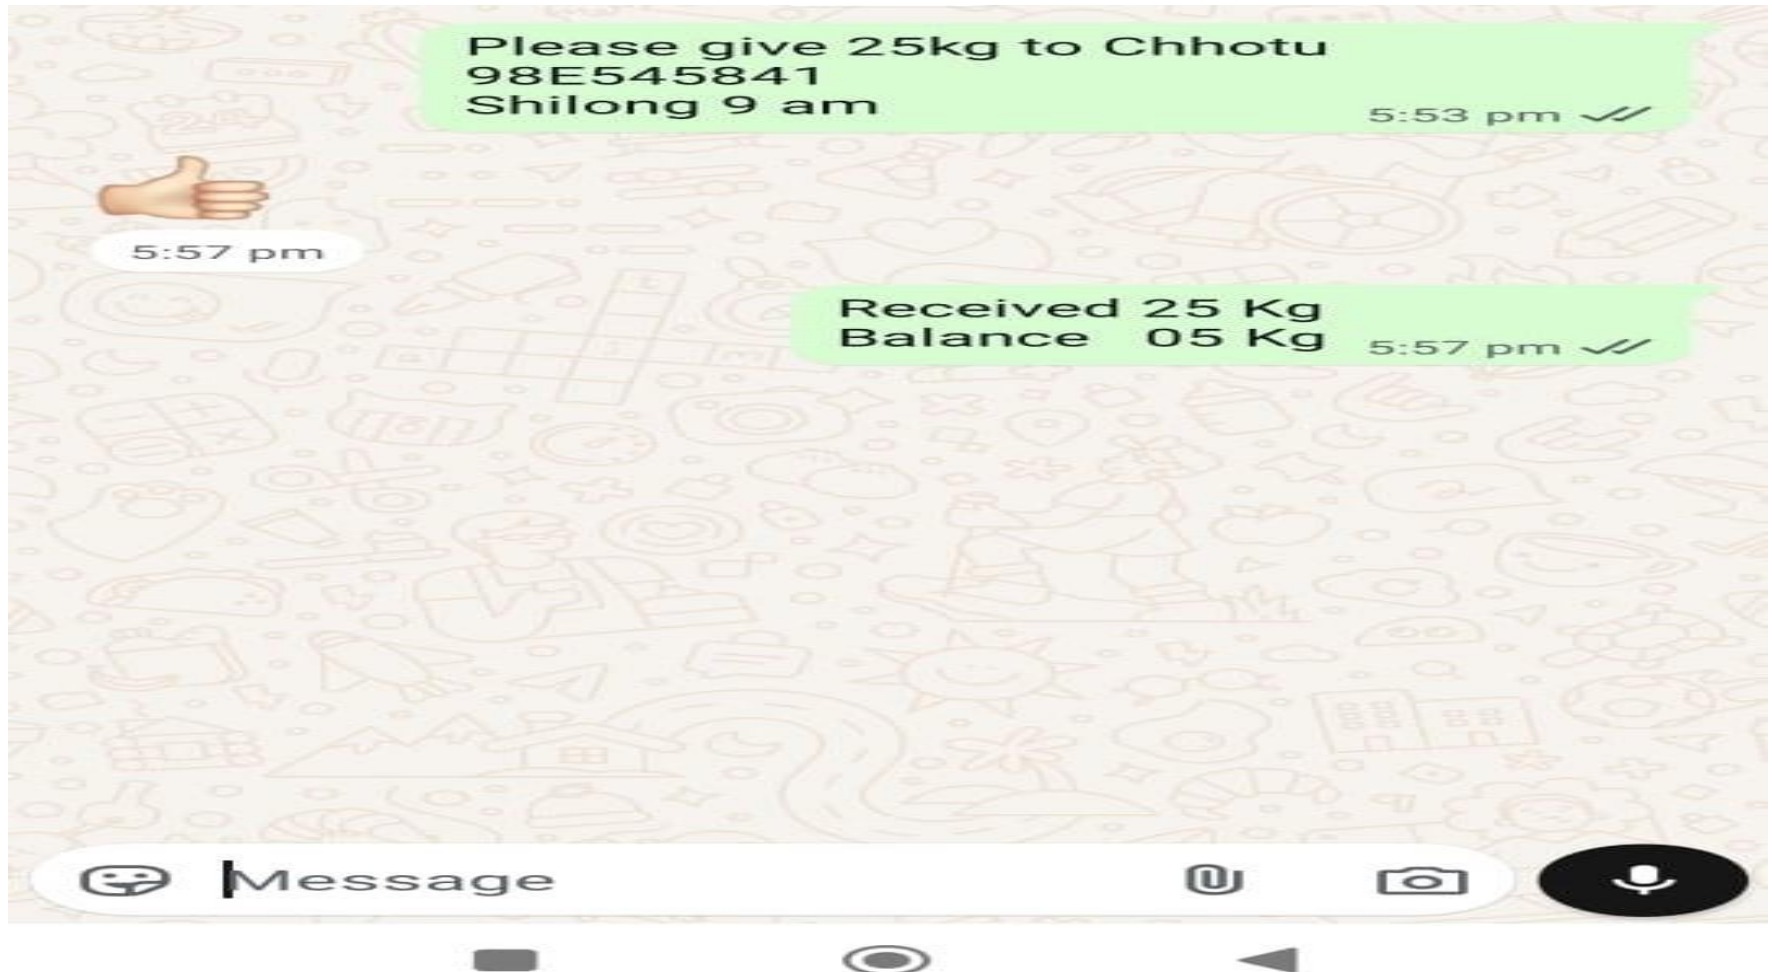 Please give 25kg to Chhotu
98E545841
Shilong 9 am
5:53 pm
5:57 pm
Received 25 Kg
Balance 05 Kg
5:57 pm
Message